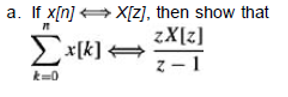 a. If x[n] ⟺ X[z], then show that
n
∑ x[k] ⟺ zX[z] / z − 1
k=0